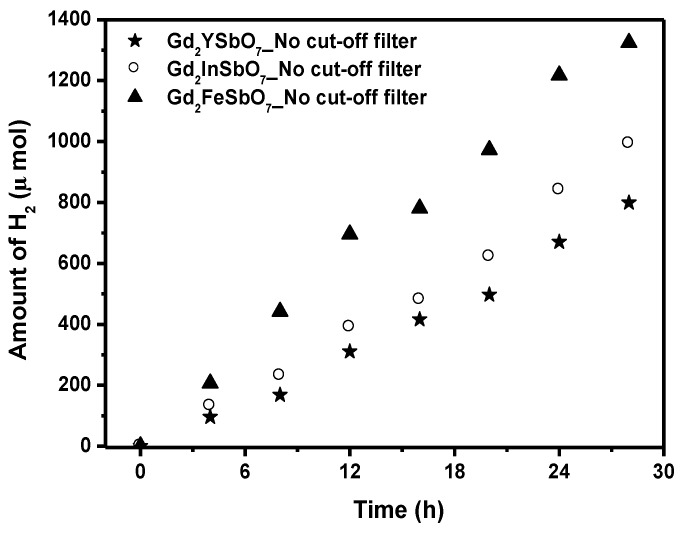 1400
1200
1000
800
600
400
200
0
Amount of H₂ (μ mol)
Gd₂YSbO₇_No cut-off filter
Gd₂InSbO₇_No cut-off filter
Gd₂FeSbO₇_No cut-off filter
0 6 12 18 24 30
Time (h)